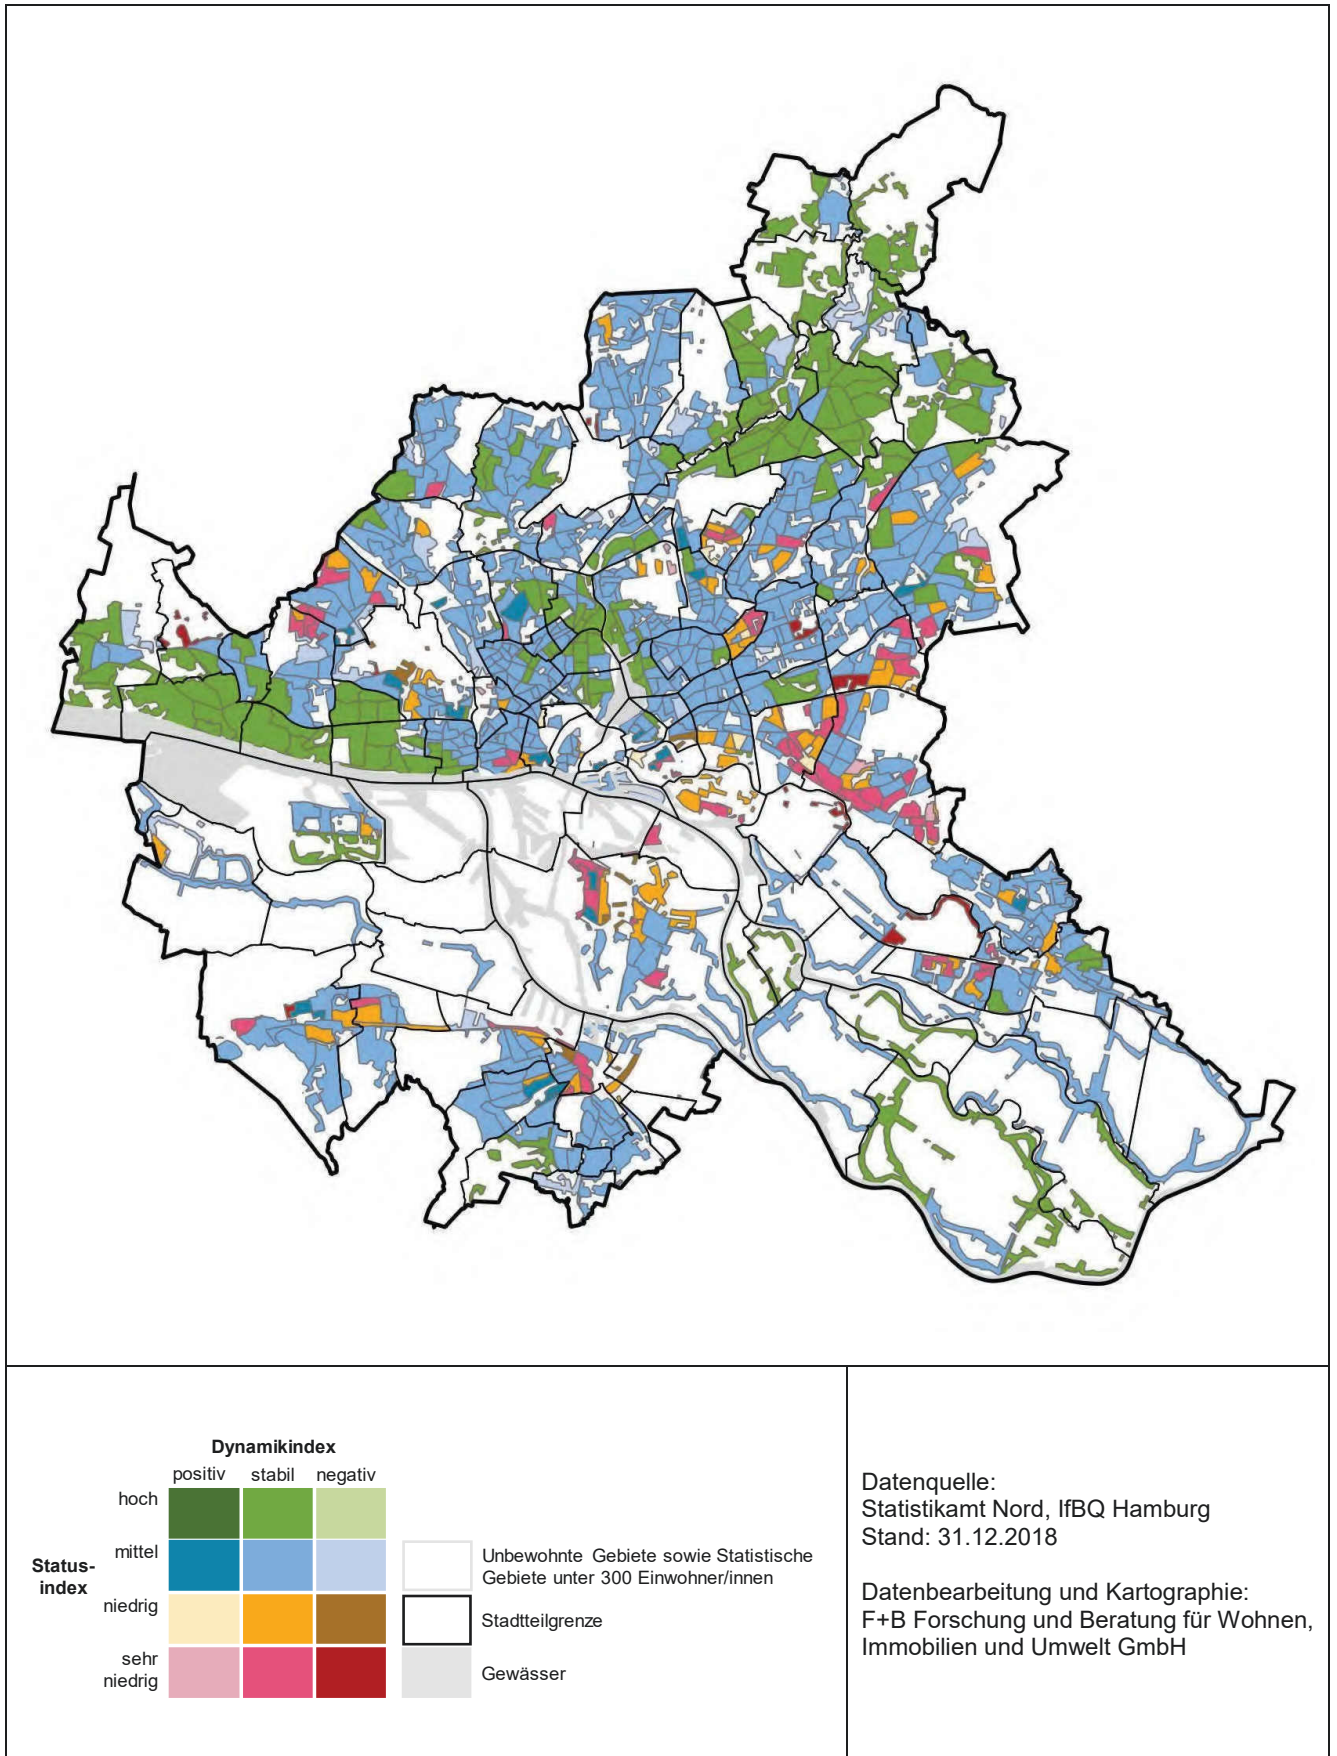 Dynamikindex
positiv stabil negativ
hoch
mittel
Status-
index
niedrig
sehr
niedrig
Unbewohnte Gebiete sowie Statistische
Gebiete unter 300 Einwohner/innen
Stadtteilgrenze
Gewässer
Datenquelle:
Statistikamt Nord, IfBQ Hamburg
Stand: 31.12.2018
Datenbearbeitung und Kartographie:
F+B Forschung und Beratung für Wohnen,
Immobilien und Umwelt GmbH